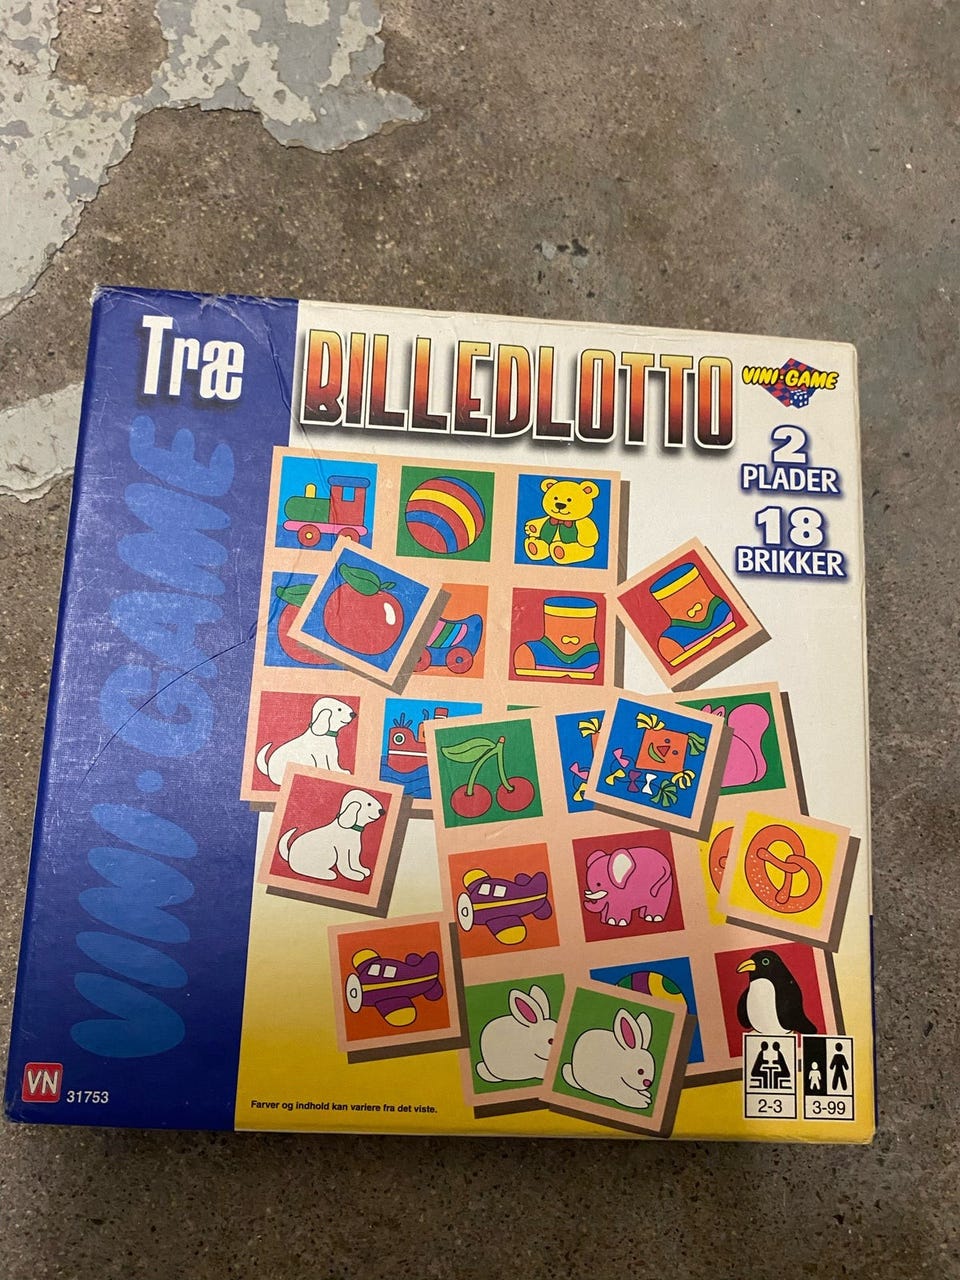 Træ
BILLEDLOTTO
VINI·GAME
2
PLADER
18
BRIKKER
VINI·GAME
VN 31753
Farver og indhold kan variere fra det viste.
2-3
3-99